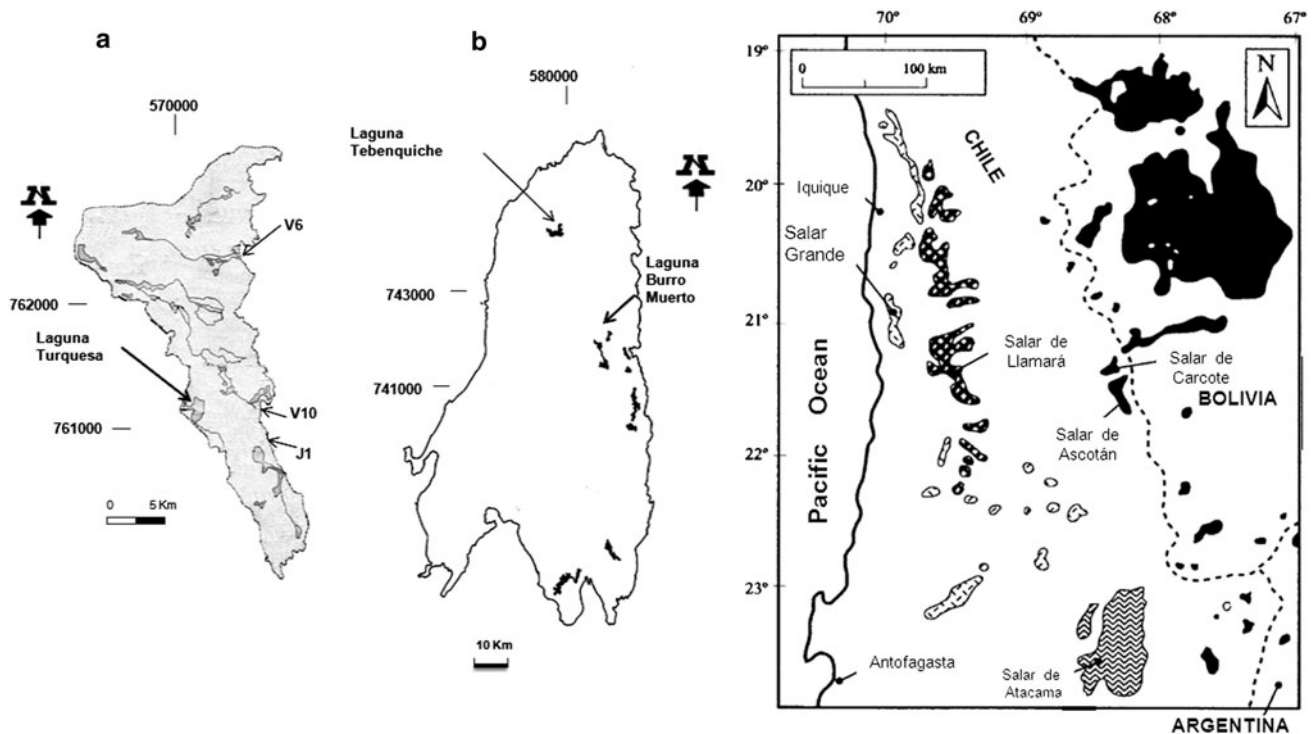 a
570000
N
V6
762000
Laguna
Turquesa
V10
761000
J1
0 5 Km
b
580000
Laguna
Tebenquiche
N
Laguna
Burro
Muerto
743000
741000
10 Km
70° 69° 68° 67°
19°
0 100 km
N
CHILE
20°
Iquique
Salar
Grande
21°
Salar de
Llamará
Salar de
Carcote
BOLIVIA
Salar de
Ascotán
22°
Pacific Ocean
23°
Antofagasta
Salar de
Atacama
ARGENTINA